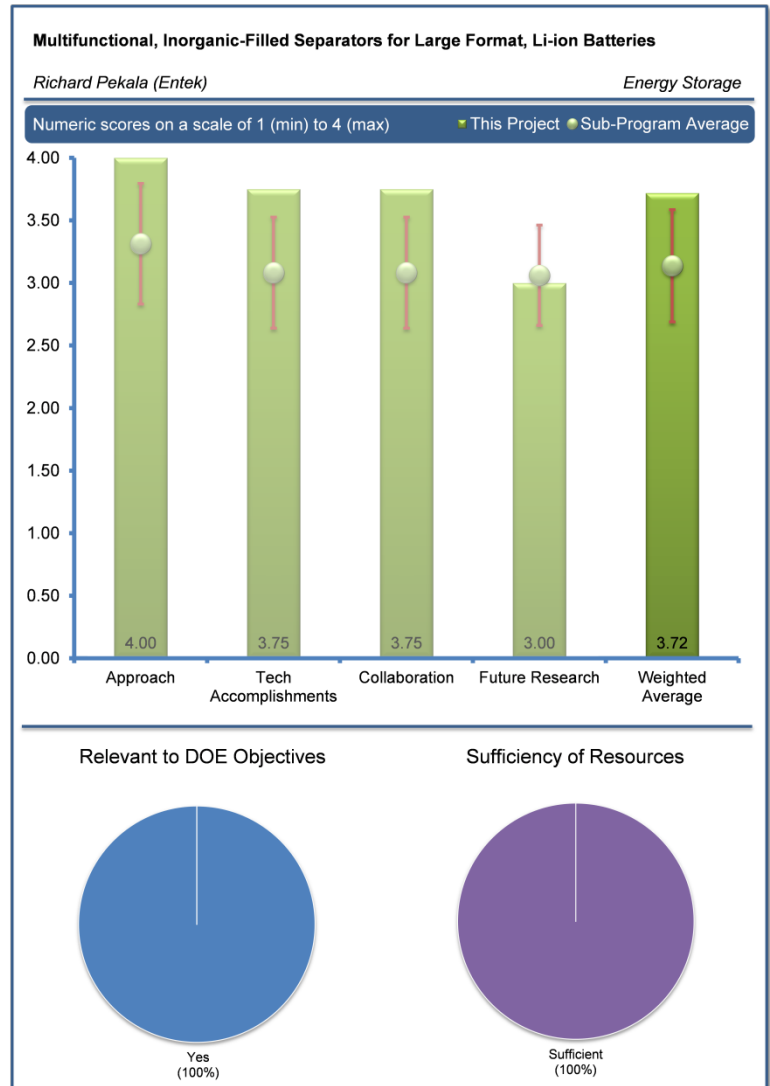 Multifunctional, Inorganic-Filled Separators for Large Format, Li-ion Batteries
Richard Pekala (Entek) Energy Storage
Numeric scores on a scale of 1 (min) to 4 (max) This Project Sub-Program Average
4.00
3.50
3.00
2.50
2.00
1.50
1.00
0.50
0.00
4.00 3.75 3.75 3.00 3.72
Approach Tech Accomplishments Collaboration Future Research Weighted Average
Relevant to DOE Objectives Sufficiency of Resources
Yes (100%)
Sufficient (100%)